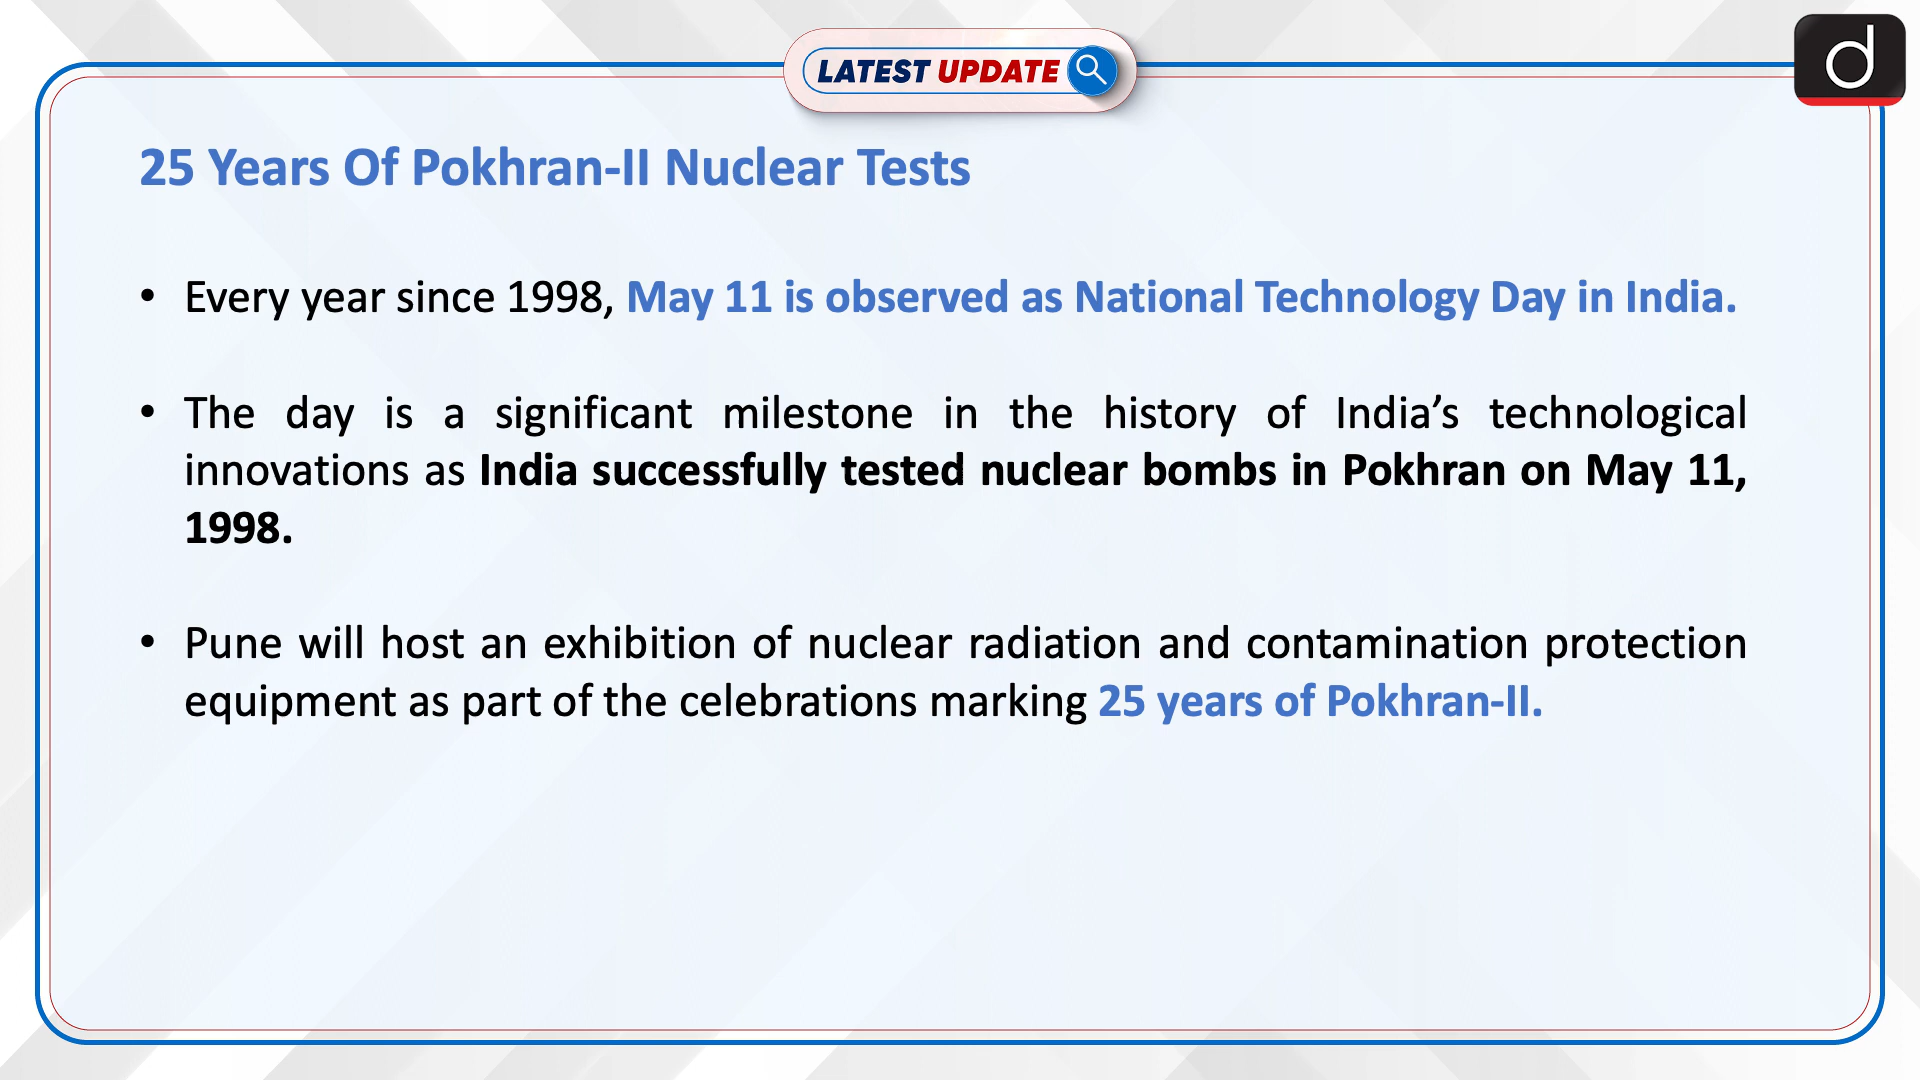 LATEST UPDATE
d
25 Years Of Pokhran-II Nuclear Tests
• Every year since 1998, May 11 is observed as National Technology Day in India.
• The day is a significant milestone in the history of India’s technological
innovations as India successfully tested nuclear bombs in Pokhran on May 11,
1998.
• Pune will host an exhibition of nuclear radiation and contamination protection
equipment as part of the celebrations marking 25 years of Pokhran-II.